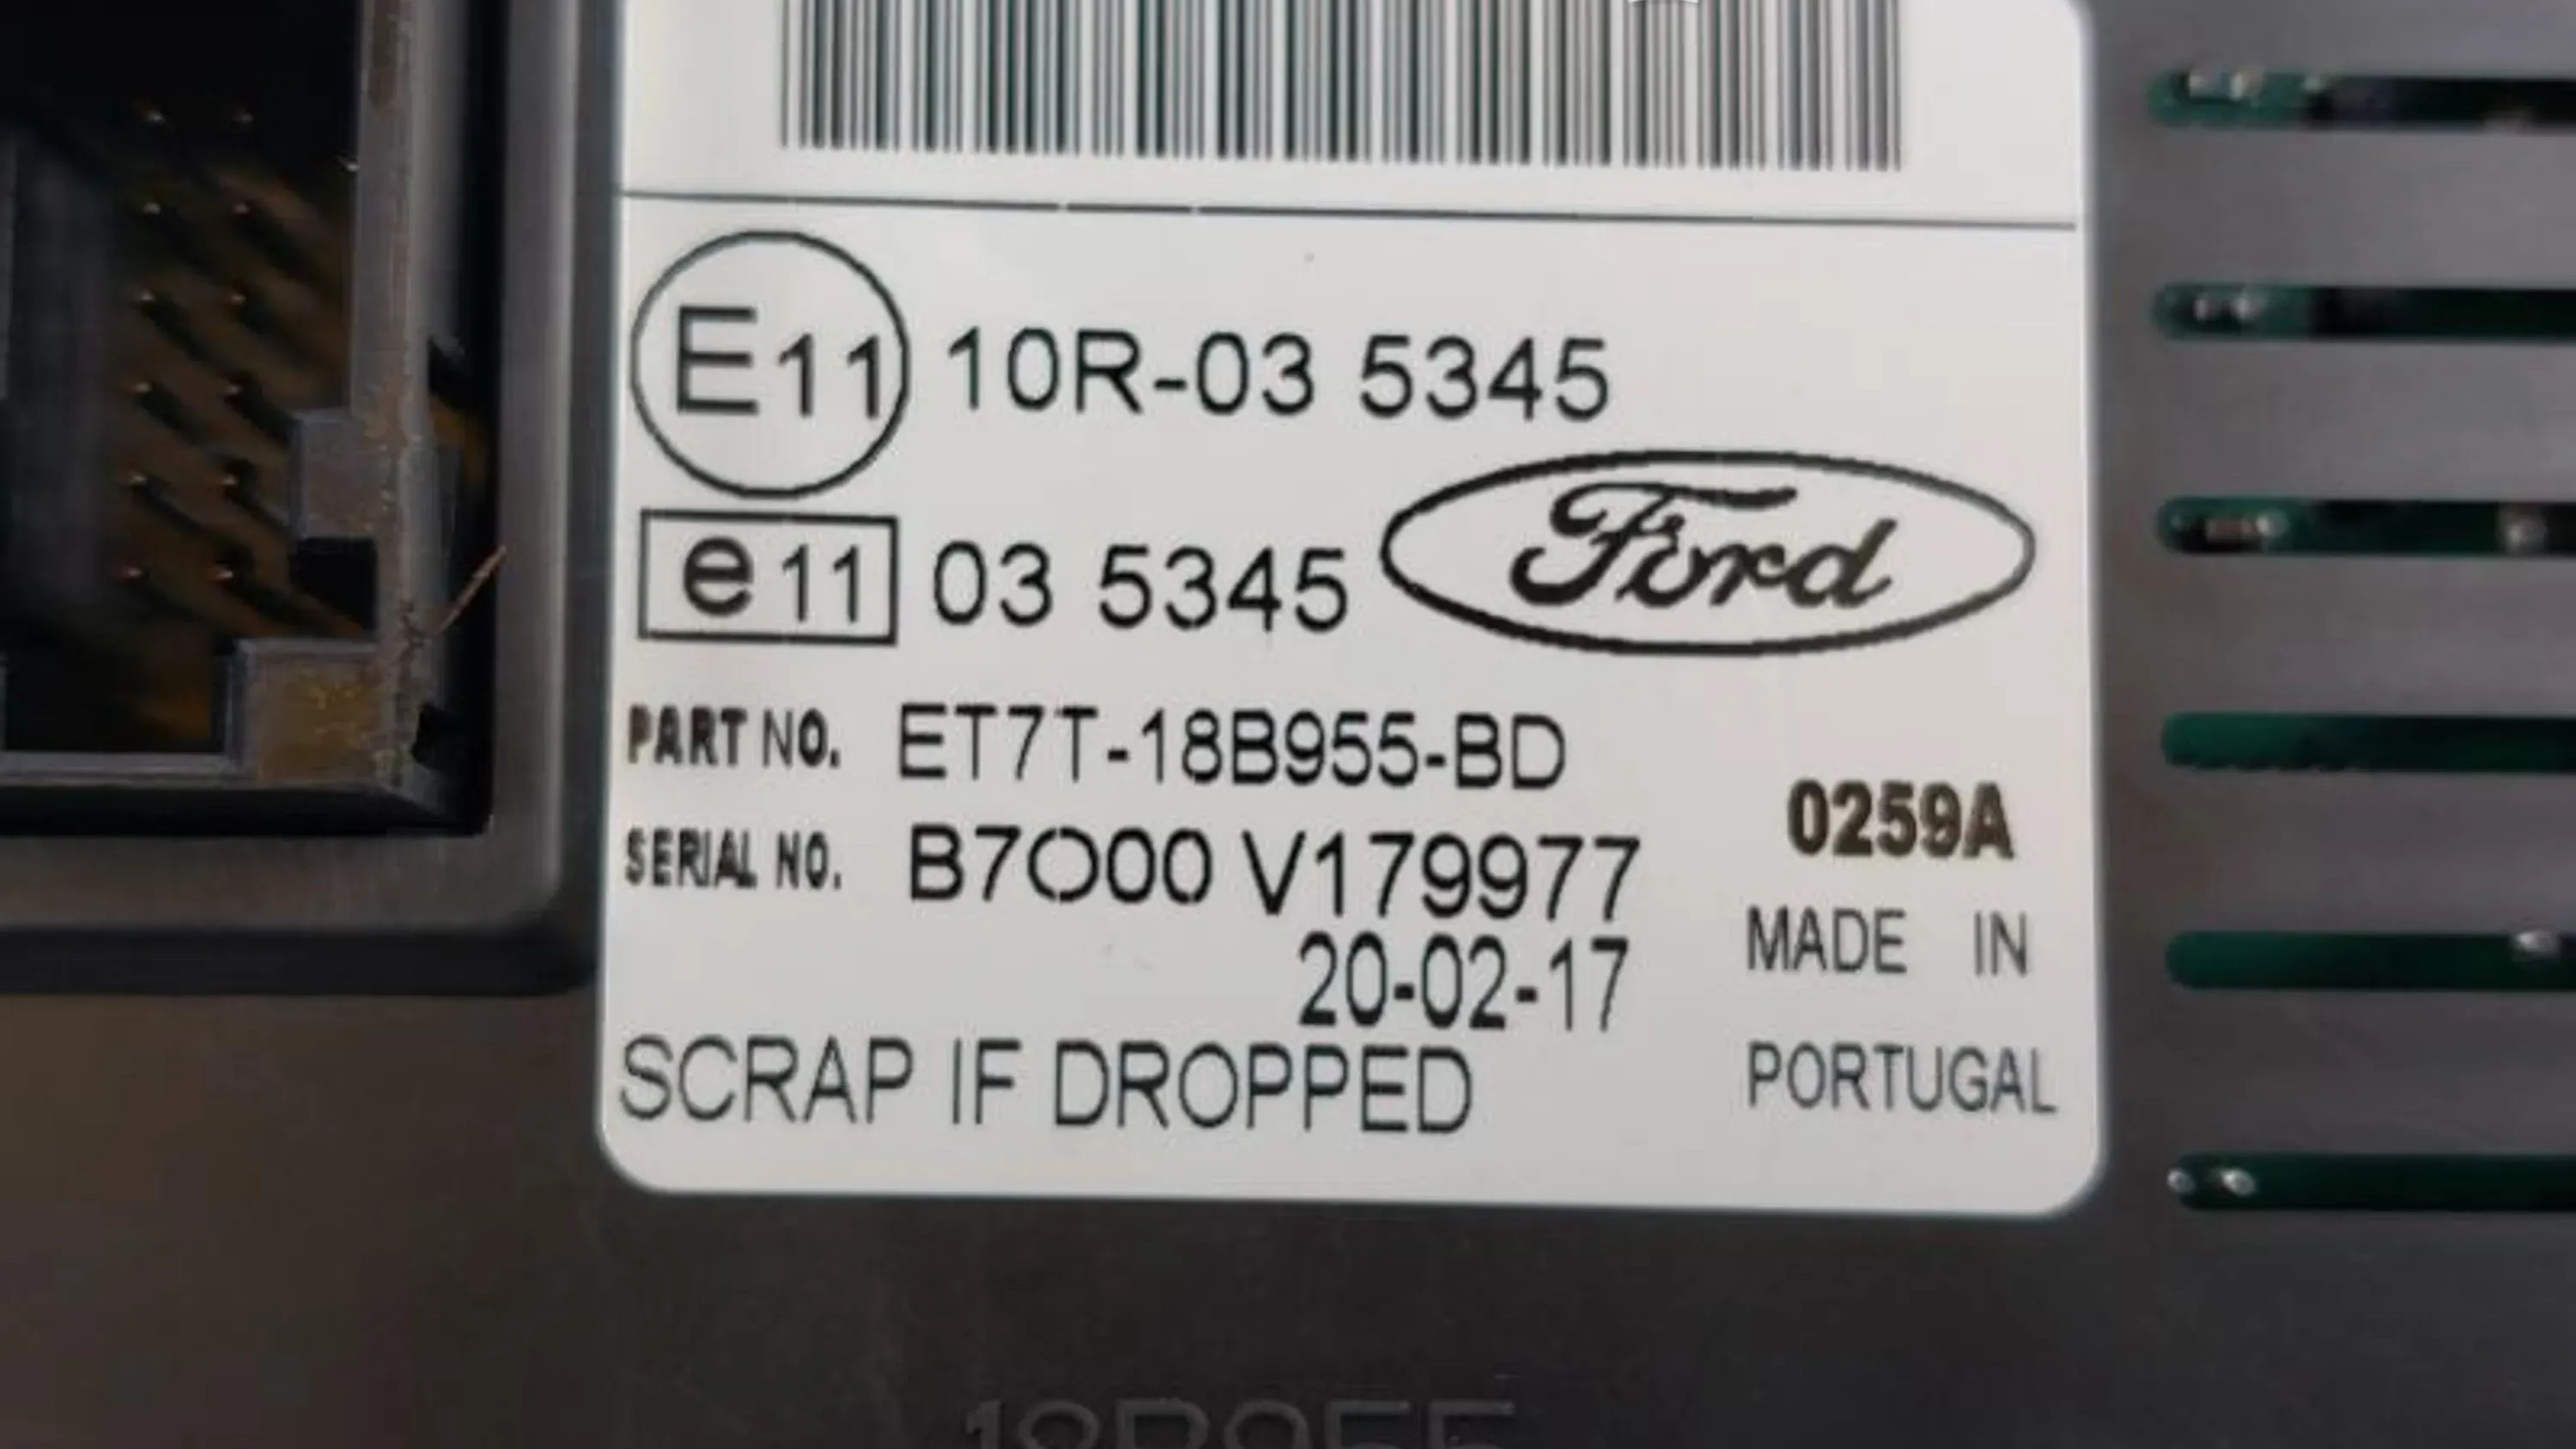 E11 10R-03 5345
e11 03 5345 Ford
PART NO. ET7T-18B955-BD
0259A
SERIAL NO. B7O00 V179977
20-02-17
MADE IN
SCRAP IF DROPPED
PORTUGAL
18B955